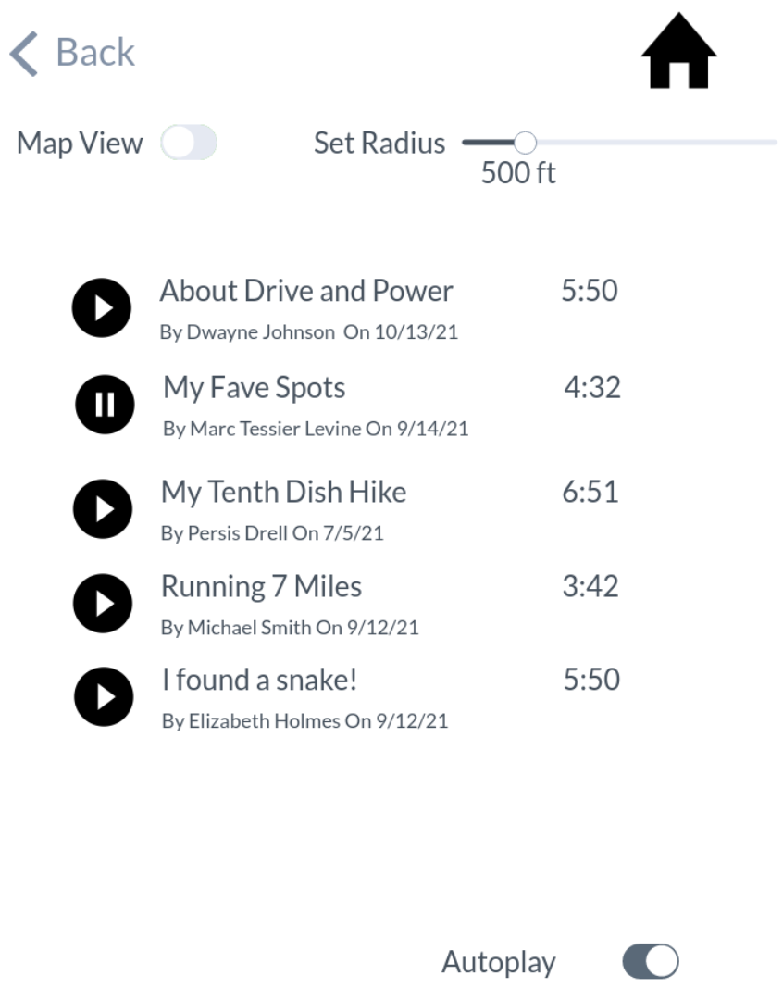 Back
Map View
Set Radius
500 ft
About Drive and Power 5:50
By Dwayne Johnson On 10/13/21
My Fave Spots 4:32
By Marc Tessier Levine On 9/14/21
My Tenth Dish Hike 6:51
By Persis Drell On 7/5/21
Running 7 Miles 3:42
By Michael Smith On 9/12/21
I found a snake! 5:50
By Elizabeth Holmes On 9/12/21
Autoplay